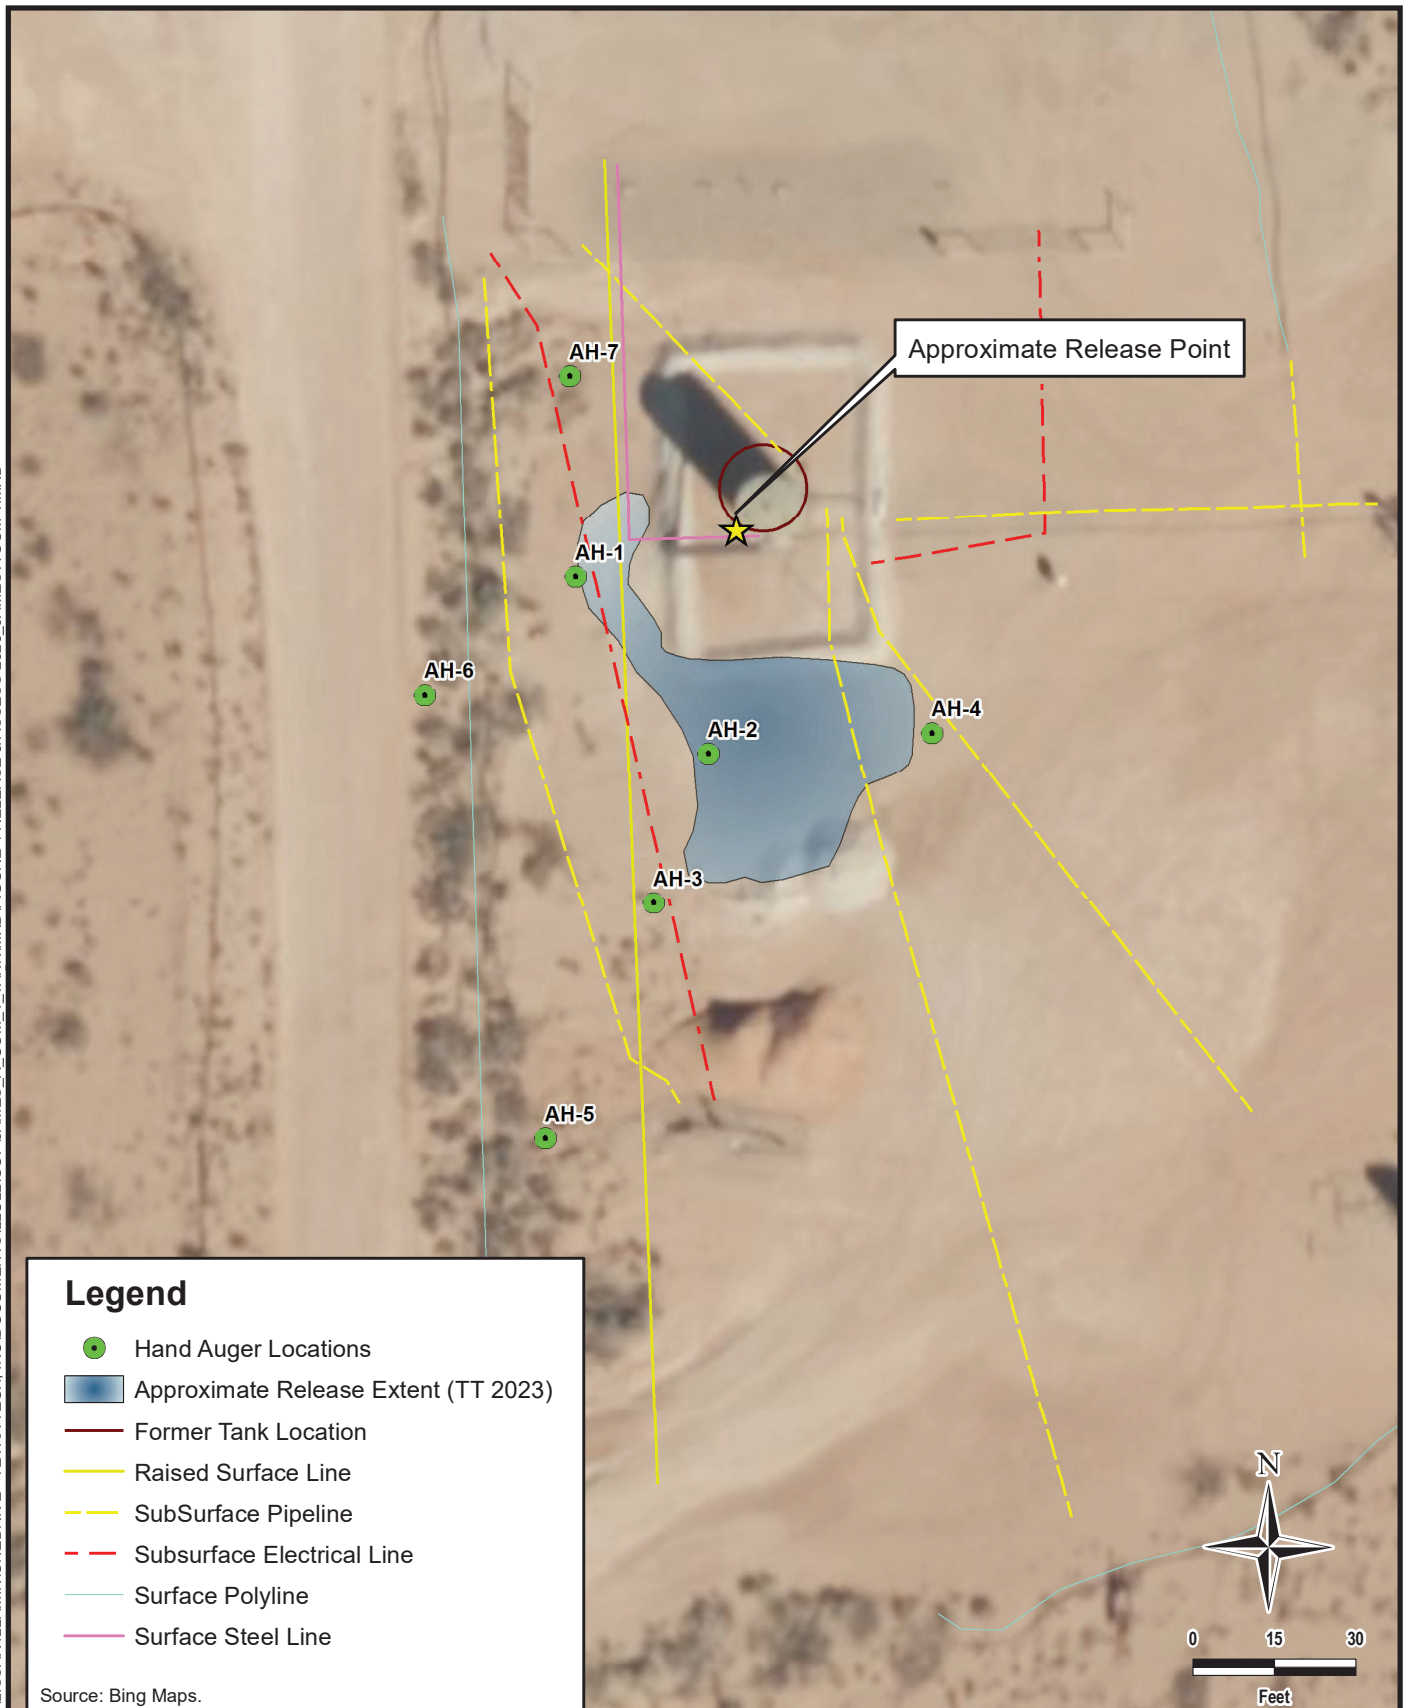 AH-7
Approximate Release Point
AH-1
AH-6
AH-4
AH-2
AH-3
AH-5
Legend
Hand Auger Locations
Approximate Release Extent (TT 2023)
Former Tank Location
Raised Surface Line
SubSurface Pipeline
Subsurface Electrical Line
Surface Polyline
Surface Steel Line
Source: Bing Maps.
N
0 15 30
Feet